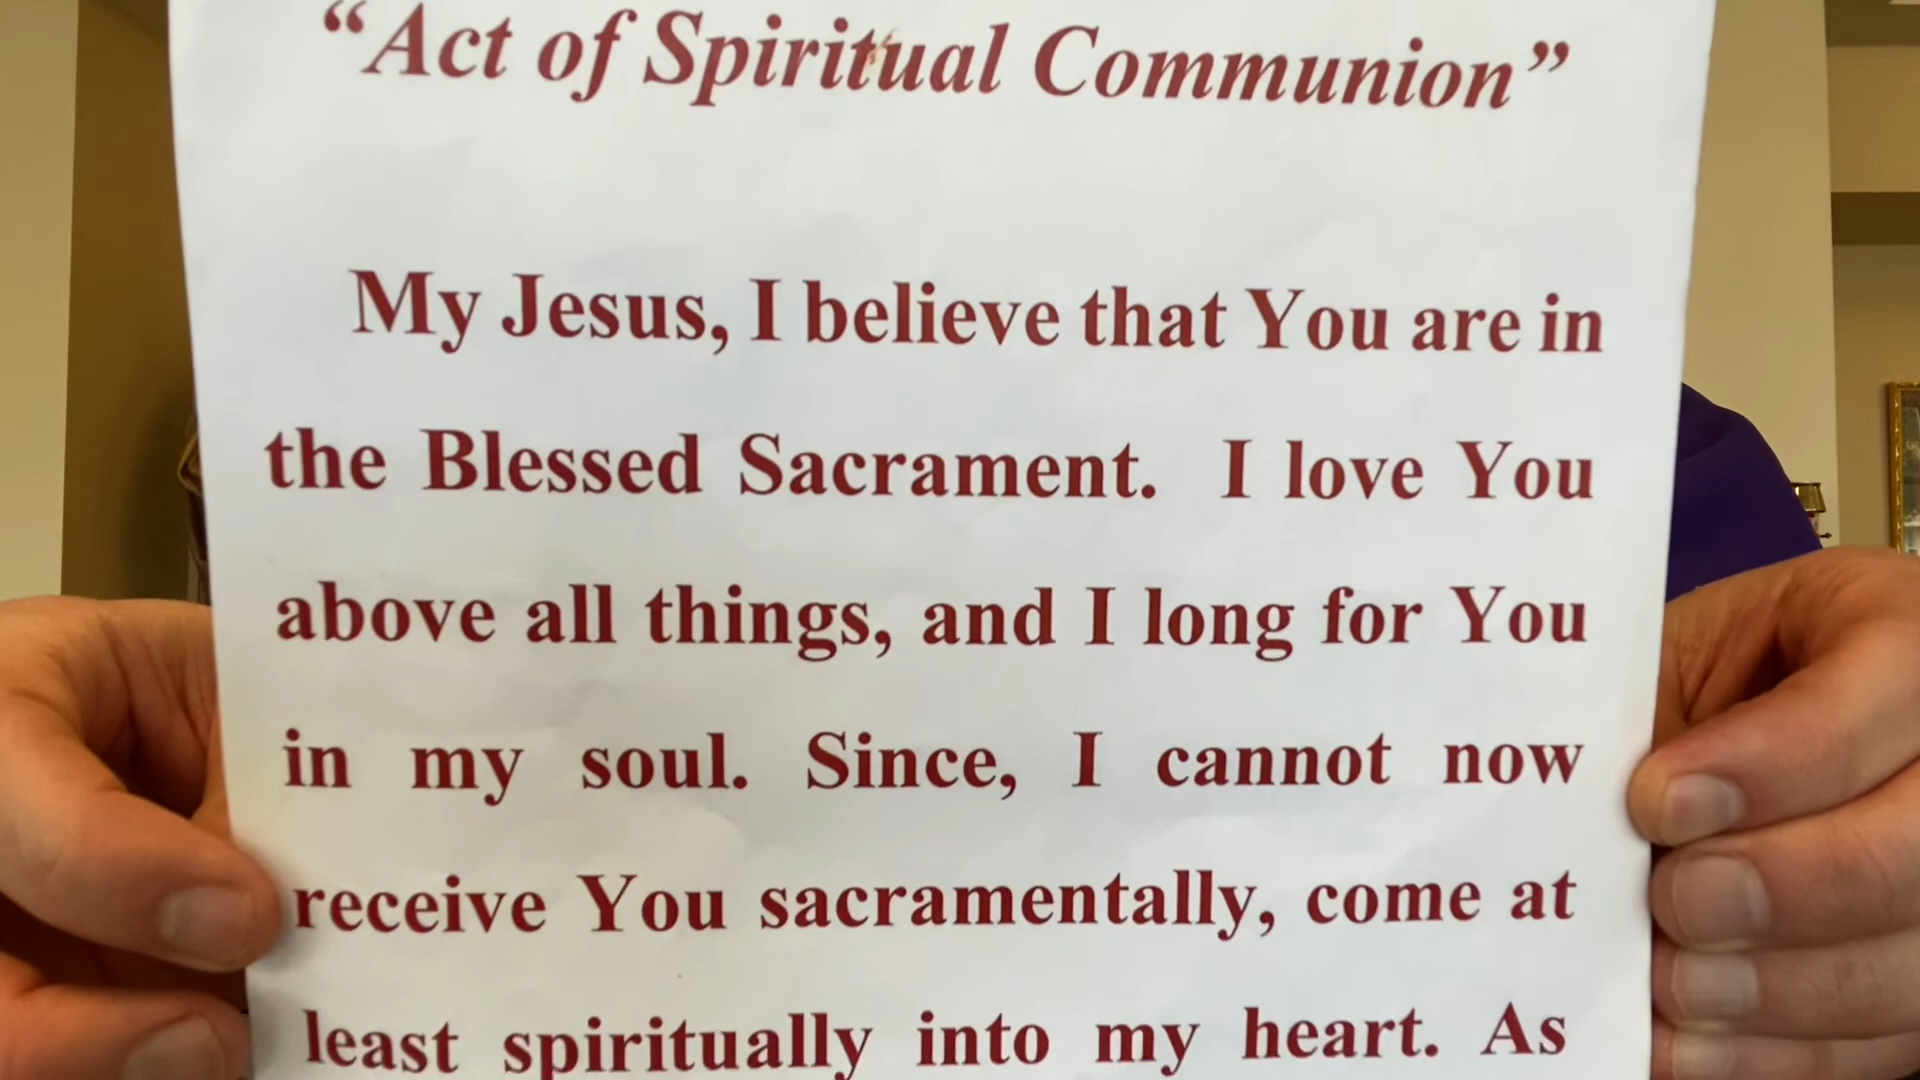 “Act of Spiritual Communion”
My Jesus, I believe that You are in
the Blessed Sacrament. I love You
above all things, and I long for You
in my soul. Since, I cannot now
receive You sacramentally, come at
least spiritually into my heart. As